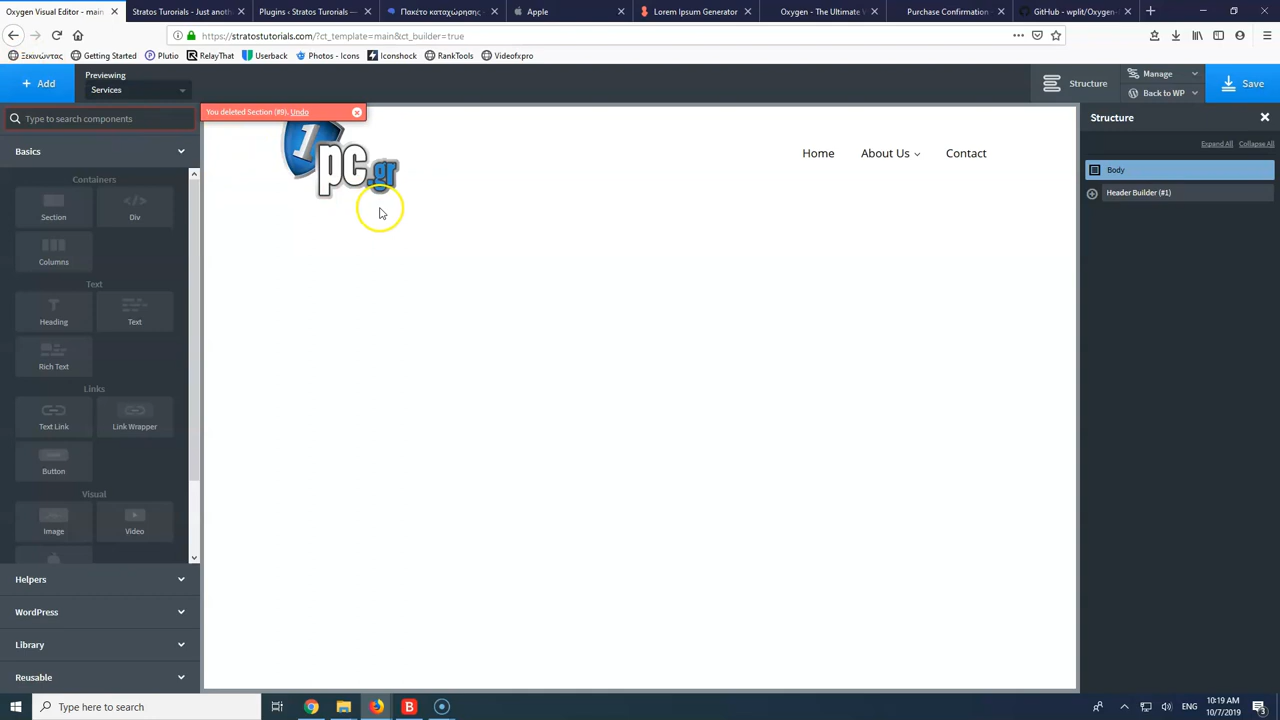 Oxygen Visual Editor - main
Stratos Tutorials - Just anoth
Plugins ‹ Stratos Tutorials —
Πακέτο καταχώρησης -
Apple
Lorem Ipsum Generator
Oxygen - The Ultimate V
Purchase Confirmation
GitHub - wplit/Oxygen-
https://stratostutorials.com/?ct_template=main&ct_builder=true
Ξεκινώντας
Getting Started
Plutio
RelayThat
Userback
Photos - Icons
Iconshock
RankTools
Videofxpro
+ Add
Previewing
Services
Structure
Manage
Back to WP
Save
Type to search components
You deleted Section (#9). Undo
Structure
Expand All
Collapse All
Basics
Containers
Section
Div
Columns
Text
Heading
Text
Rich Text
Links
Text Link
Link Wrapper
Button
Visual
Image
Video
Helpers
WordPress
Library
Reusable
1
pc.gr
Home
About Us
Contact
Body
Header Builder (#1)
Type here to search
10:19 AM
10/7/2019